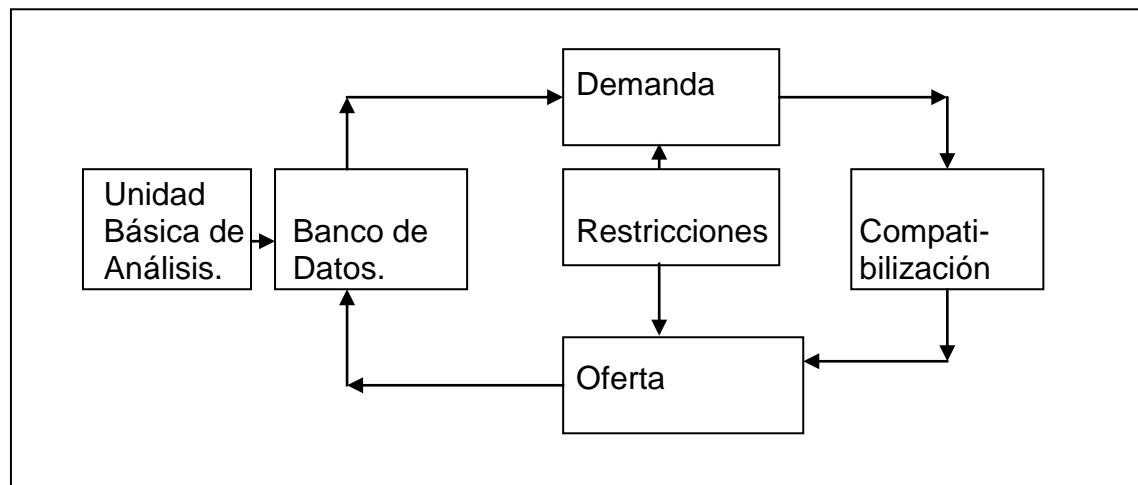 Demanda
Unidad
Básica de
Análisis.
Banco de
Datos.
Restricciones
Compati-
bilización
Oferta